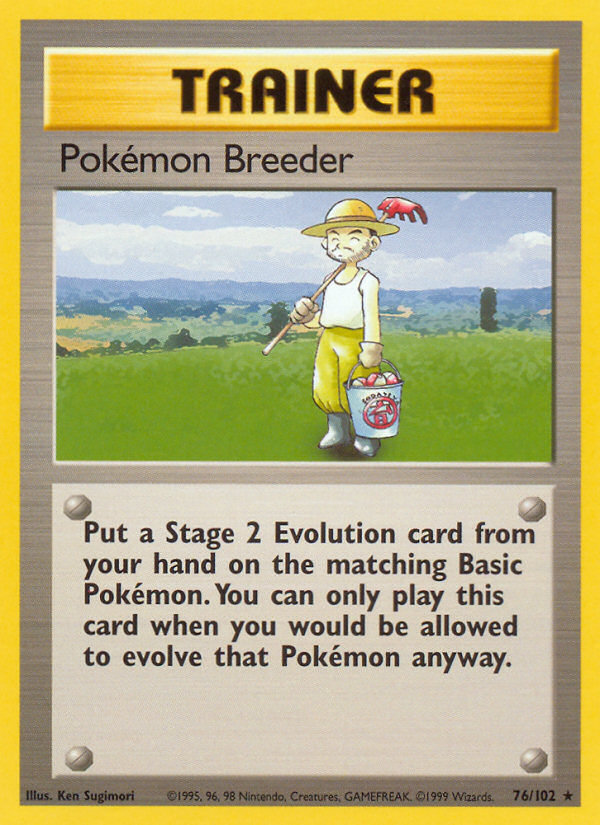 TRAINER
Pokémon Breeder
Put a Stage 2 Evolution card from
your hand on the matching Basic
Pokémon. You can only play this
card when you would be allowed
to evolve that Pokémon anyway.
Illus. Ken Sugimori ©1995, 96, 98 Nintendo, Creatures, GAMEFREAK. ©1999 Wizards. 76/102 ★